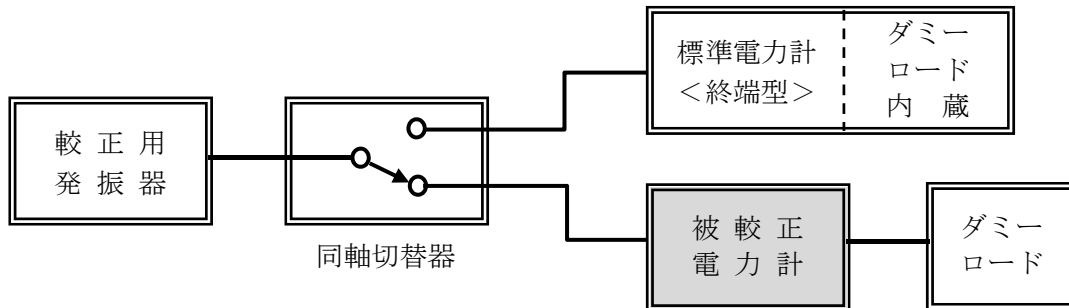 較正用
発振器
同軸切替器
標準電力計
＜終端型＞
ダミー
ロード
内蔵
被較正
電力計
ダミー
ロード